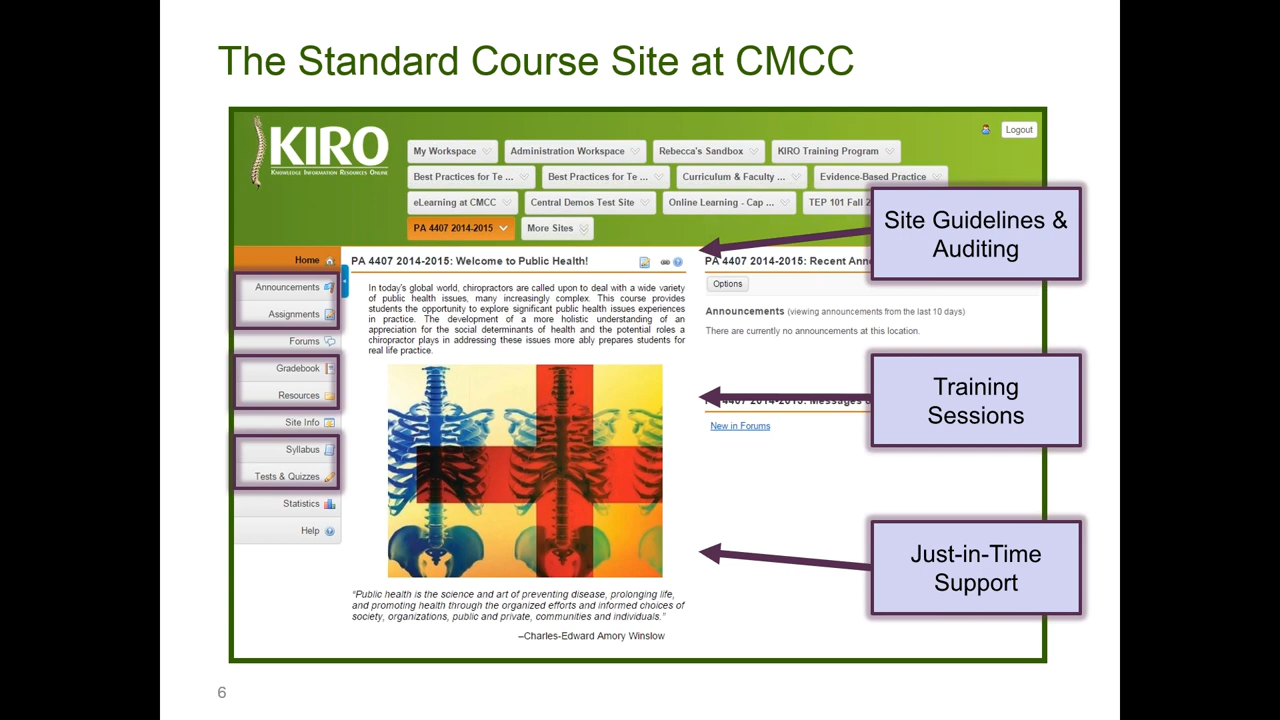 The Standard Course Site at CMCC
KIRO
KNOWLEDGE INFORMATION RESOURCES ONLINE
Logout
My Workspace
Administration Workspace
Rebecca's Sandbox
KIRO Training Program
Best Practices for Te ...
Best Practices for Te ...
Curriculum & Faculty ...
Evidence-Based Practice
eLearning at CMCC
Central Demos Test Site
Online Learning - Cap ...
TEP 101 Fall
PA 4407 2014-2015
More Sites
Home
Announcements
Assignments
Forums
Gradebook
Resources
Site Info
Syllabus
Tests & Quizzes
Statistics
Help
PA 4407 2014-2015: Welcome to Public Health!
In today's global world, chiropractors are called upon to deal with a wide variety
of public health issues, many increasingly complex. This course provides
students the opportunity to explore significant public health issues experiences
in practice. The development of a more holistic understanding of an
appreciation for the social determinants of health and the potential roles a
chiropractor plays in addressing these issues more ably prepares students for
real life practice.
“Public health is the science and art of preventing disease, prolonging life,
and promoting health through the organized efforts and informed choices of
society, organizations, public and private, communities and individuals.”
–Charles-Edward Amory Winslow
PA 4407 2014-2015: Recent
Options
Announcements (viewing announcements from the last 10 days)
There are currently no announcements at this location.
4407 2014-2015: Messages
New in Forums
Site Guidelines &
Auditing
Training
Sessions
Just-in-Time
Support
6